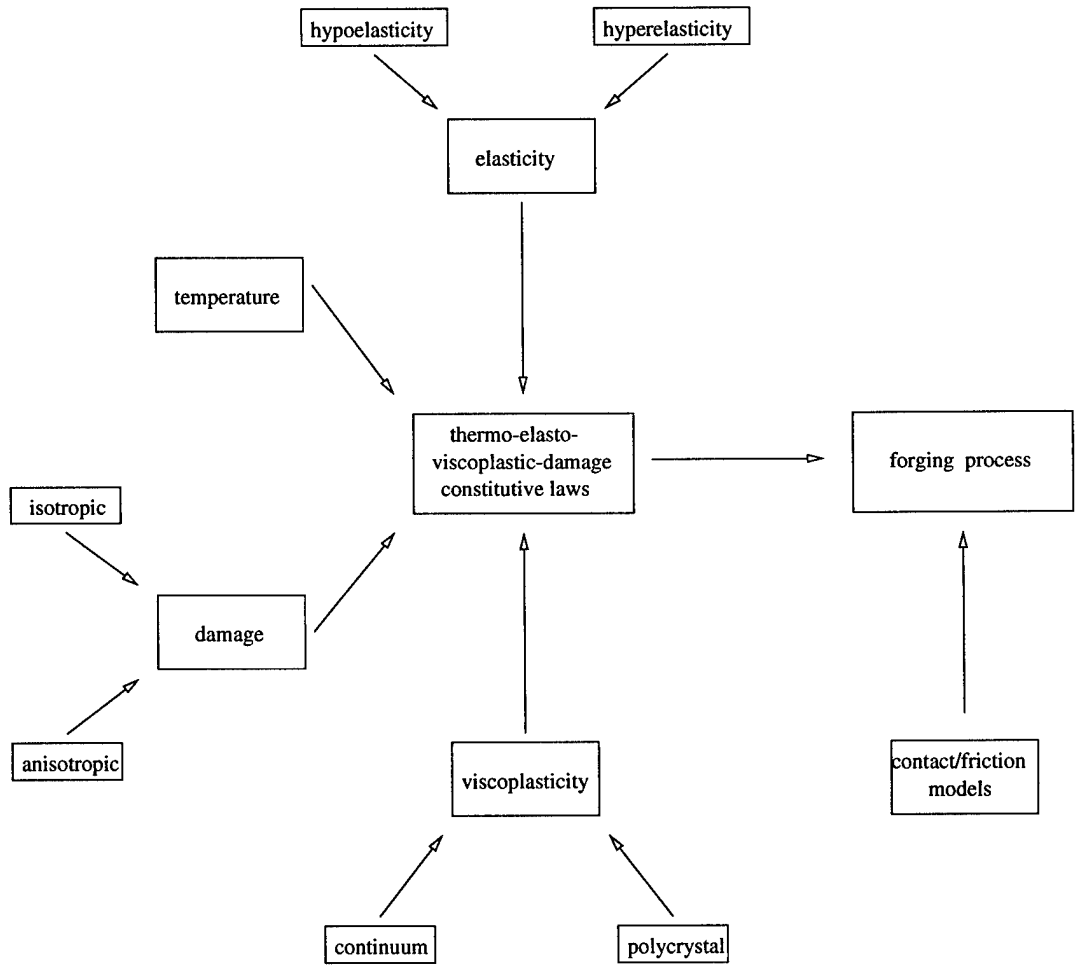 hypoelasticity
hyperelasticity
elasticity
temperature
thermo-elasto-
viscoplastic-damage
constitutive laws
forging process
isotropic
damage
anisotropic
viscoplasticity
contact/friction
models
continuum
polycrystal